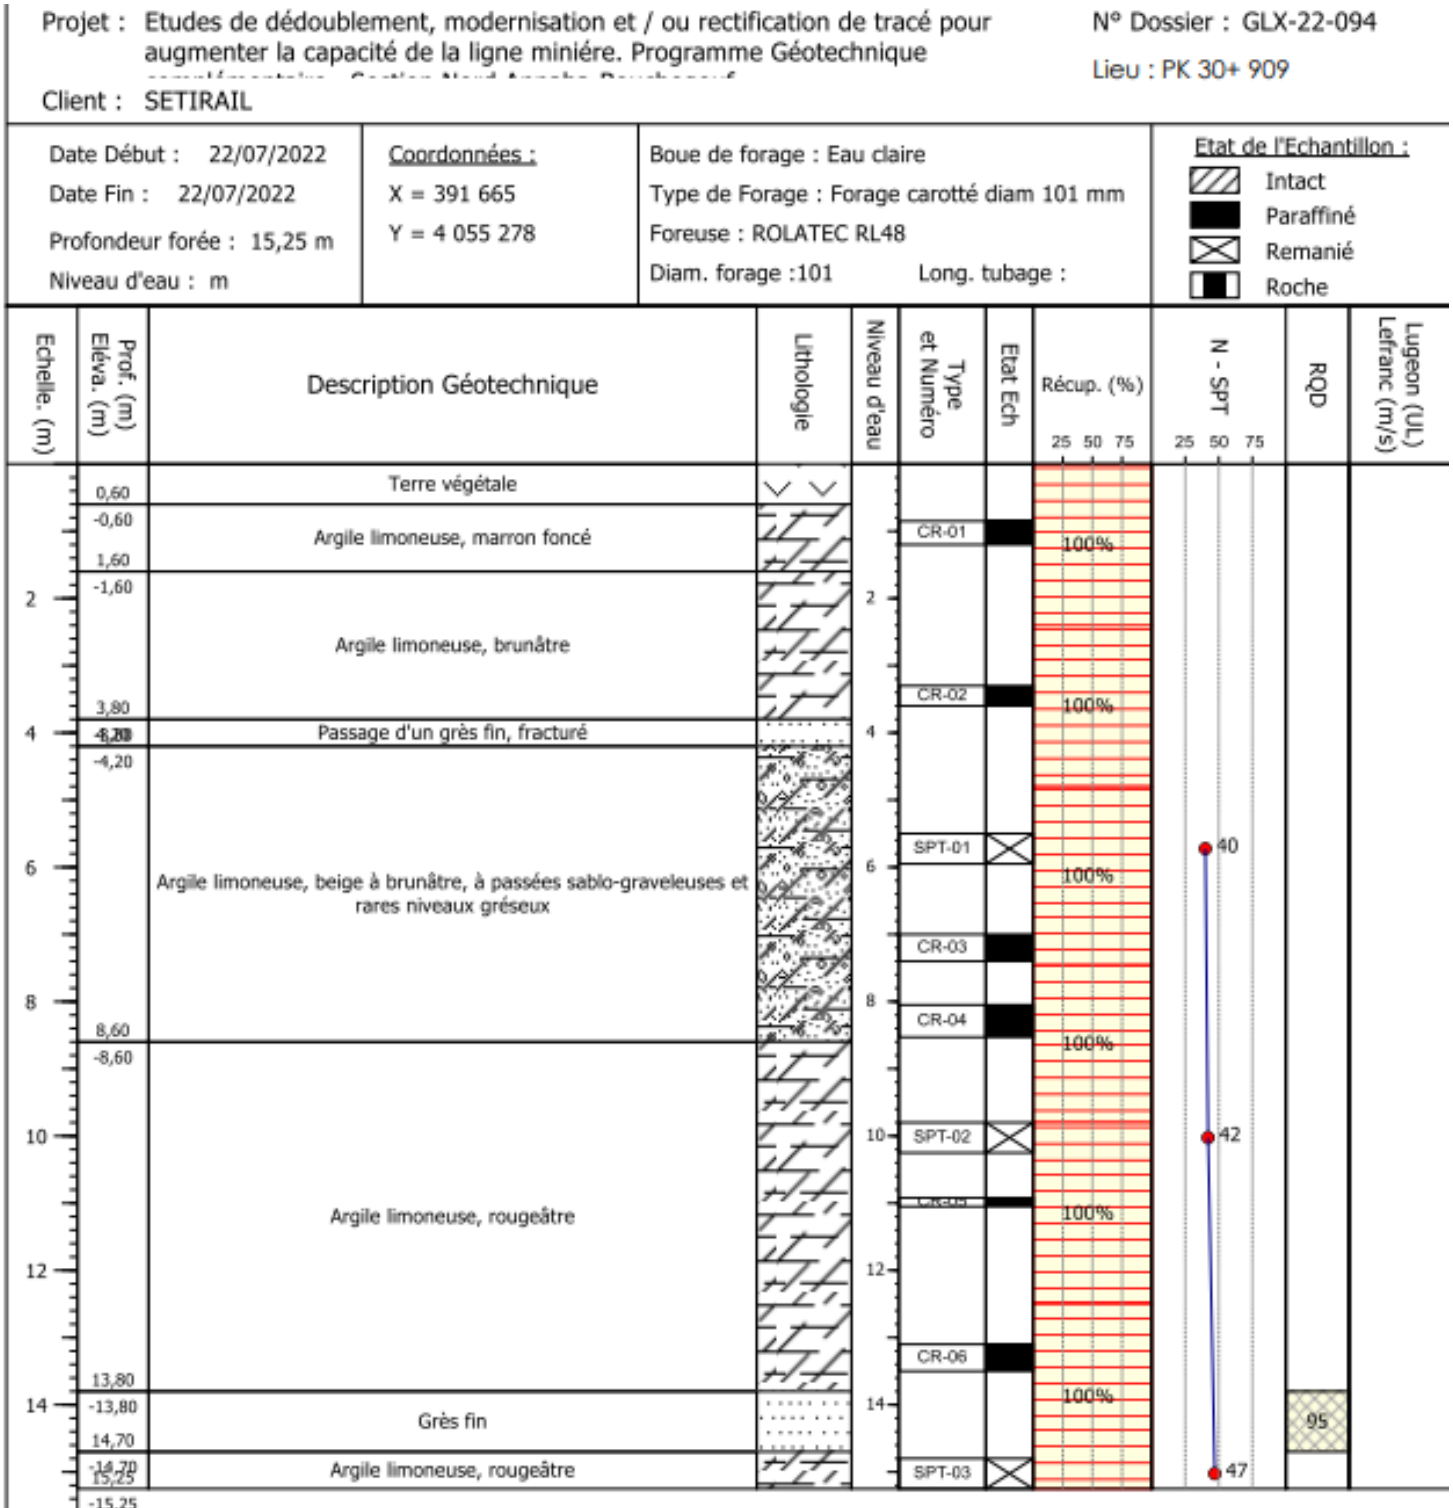 Projet : Etudes de dédoublement, modernisation et / ou rectification de tracé pour
augmenter la capacité de la ligne miniére. Programme Géotechnique
N° Dossier : GLX-22-094
Lieu : PK 30+ 909
Client : SETIRAIL
Date Début : 22/07/2022
Date Fin : 22/07/2022
Profondeur forée : 15,25 m
Niveau d'eau : m
Coordonnées :
X = 391 665
Y = 4 055 278
Boue de forage : Eau claire
Type de Forage : Forage carotté diam 101 mm
Foreuse : ROLATEC RL48
Diam. forage :101 Long. tubage :
Etat de l'Echantillon :
Intact
Paraffiné
Remanié
Roche
Echelle. (m)
Prof. (m)
Eléva. (m)
Description Géotechnique
Lithologie
Niveau d'eau
Type
et Numéro
Etat Ech
Récup. (%)
25 50 75
N - SPT
25 50 75
RQD
Lugeon (UL)
Lefranc (m/s)
Terre végétale
0,60
-0,60
Argile limoneuse, marron foncé
CR-01
100%
1,60
-1,60
2
2
Argile limoneuse, brunâtre
CR-02
100%
3,80
4
Passage d'un grès fin, fracturé
4
-4,20
SPT-01
40
6
6
100%
Argile limoneuse, beige à brunâtre, à passées sablo-graveleuses et
rares niveaux gréseux
CR-03
8
8
CR-04
8,60
100%
-8,60
10
10
SPT-02
42
CR-05
Argile limoneuse, rougeâtre
100%
12
12
CR-06
13,80
100%
14
-13,80
14
Grès fin
95
14,70
-14,70
15,25
Argile limoneuse, rougeâtre
SPT-03
47
-15,25